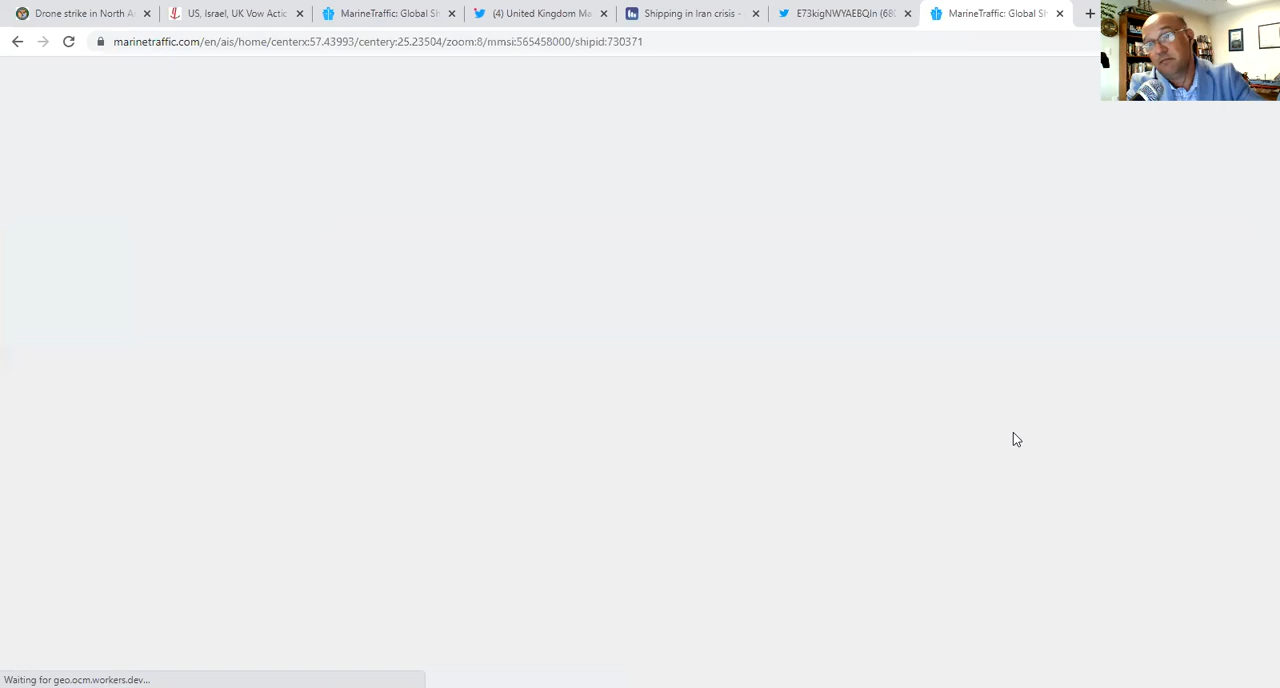 Drone strike in North A
US, Israel, UK Vow Actic
MarineTraffic: Global Sh
(4) United Kingdom Ma
Shipping in Iran crisis -
E73kigNWYAEBQIn (680
MarineTraffic: Global Sh
marinetraffic.com/en/ais/home/centerx:57.43993/centery:25.23504/zoom:8/mmsi:565458000/shipid:730371
Waiting for geo.ocm.workers.dev...